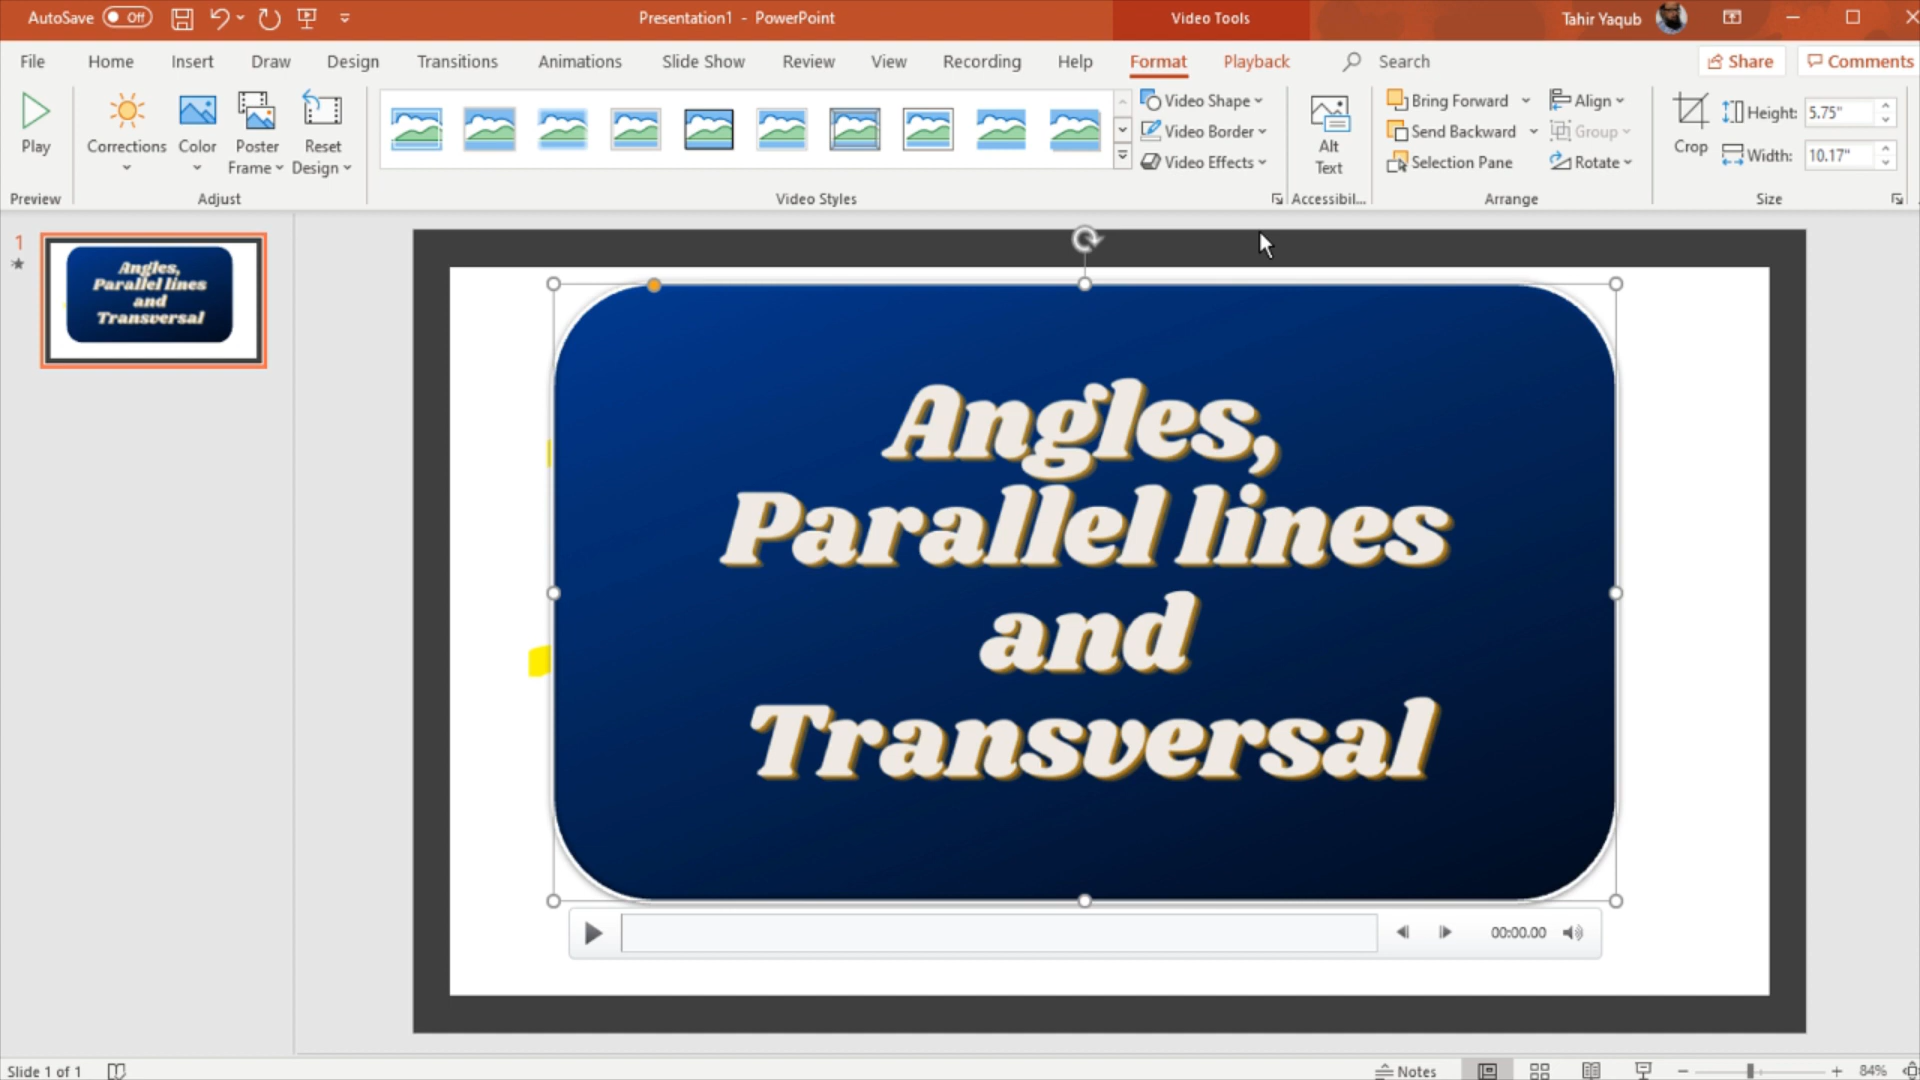 AutoSave Off Presentation1 - PowerPoint Video Tools Tahir Yaqub
File Home Insert Draw Design Transitions Animations Slide Show Review View Recording Help Format Playback Search Share Comments
Play
Corrections
Color
Poster Frame
Reset Design
Video Shape
Video Border
Video Effects
Alt Text
Bring Forward
Send Backward
Selection Pane
Align
Group
Rotate
Crop
Height: 5.75"
Width: 10.17"
Preview Adjust Video Styles Accessibil... Arrange Size
1
Angles,
Parallel lines
and
Transversal
Angles,
Parallel lines
and
Transversal
00:00.00
Slide 1 of 1 Notes 84%